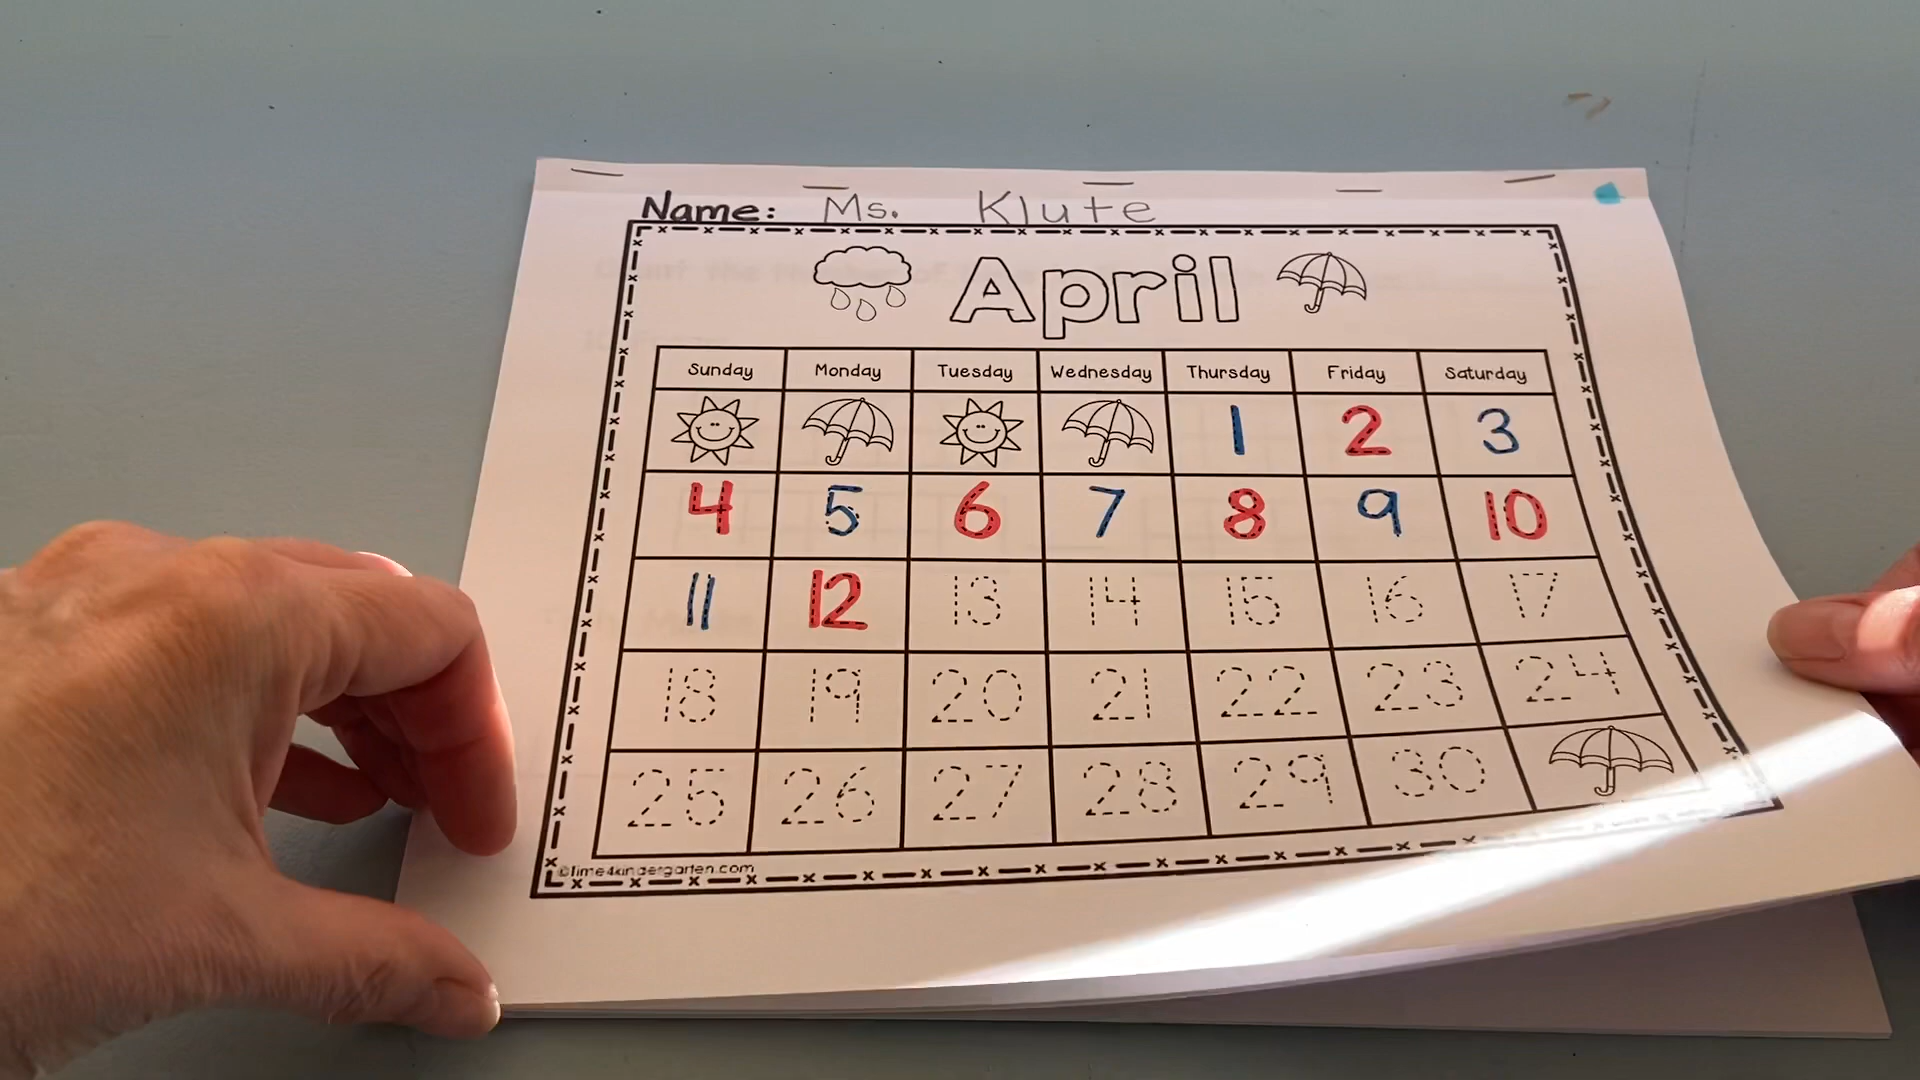 Name: Ms. Klute
April
Sunday Monday Tuesday Wednesday Thursday Friday Saturday
1 2 3
4 5 6 7 8 9 10
11 12 13 14 15 16 17
18 19 20 21 22 23 24
25 26 27 28 29 30
©Time4kindergarten.com